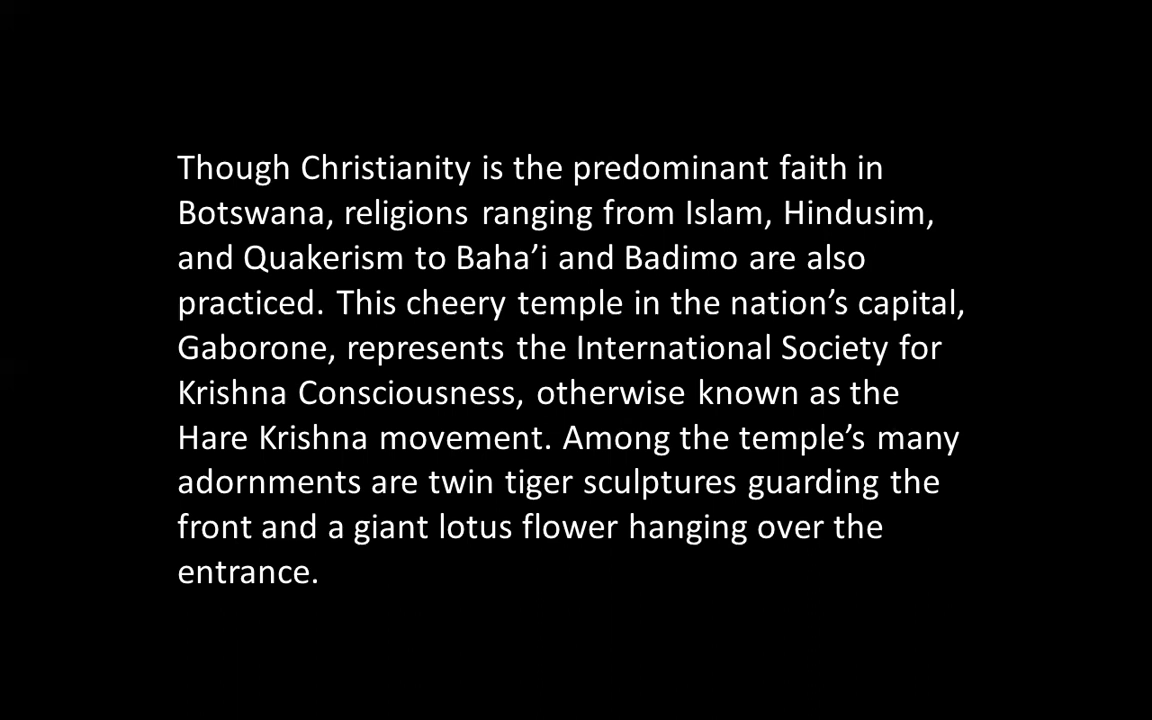 Though Christianity is the predominant faith in
Botswana, religions ranging from Islam, Hindusim,
and Quakerism to Baha’i and Badimo are also
practiced. This cheery temple in the nation’s capital,
Gaborone, represents the International Society for
Krishna Consciousness, otherwise known as the
Hare Krishna movement. Among the temple’s many
adornments are twin tiger sculptures guarding the
front and a giant lotus flower hanging over the
entrance.